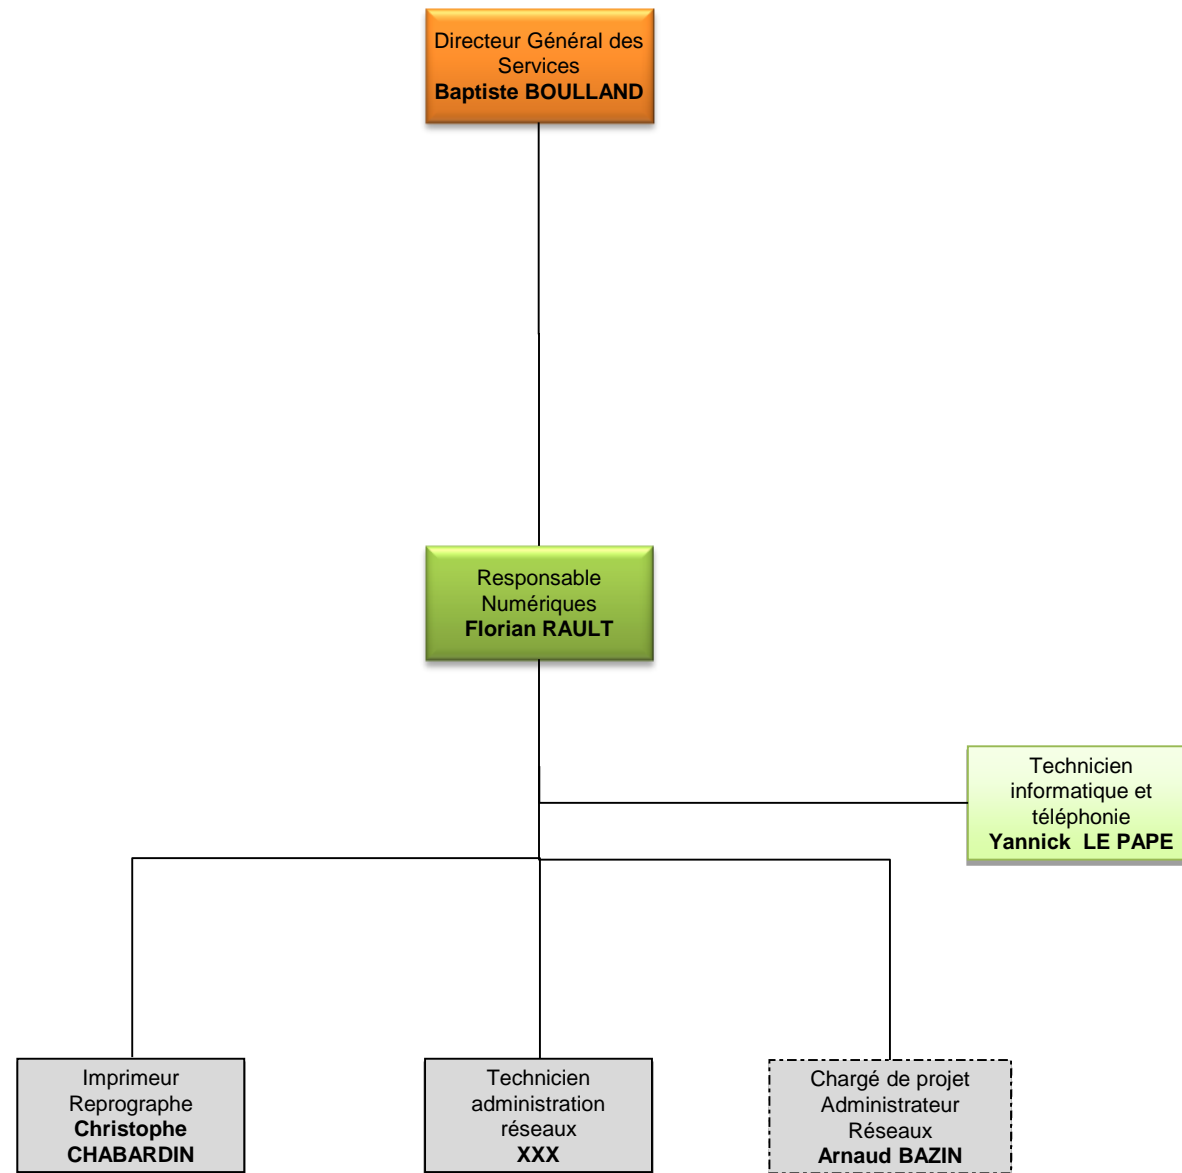 Directeur Général des
Services
Baptiste BOULLAND
Responsable
Numériques
Florian RAULT
Technicien
informatique et
téléphonie
Yannick  LE PAPE
Imprimeur
Reprographe
Christophe
CHABARDIN
Technicien
administration
réseaux
XXX
Chargé de projet
Administrateur
Réseaux
Arnaud BAZIN